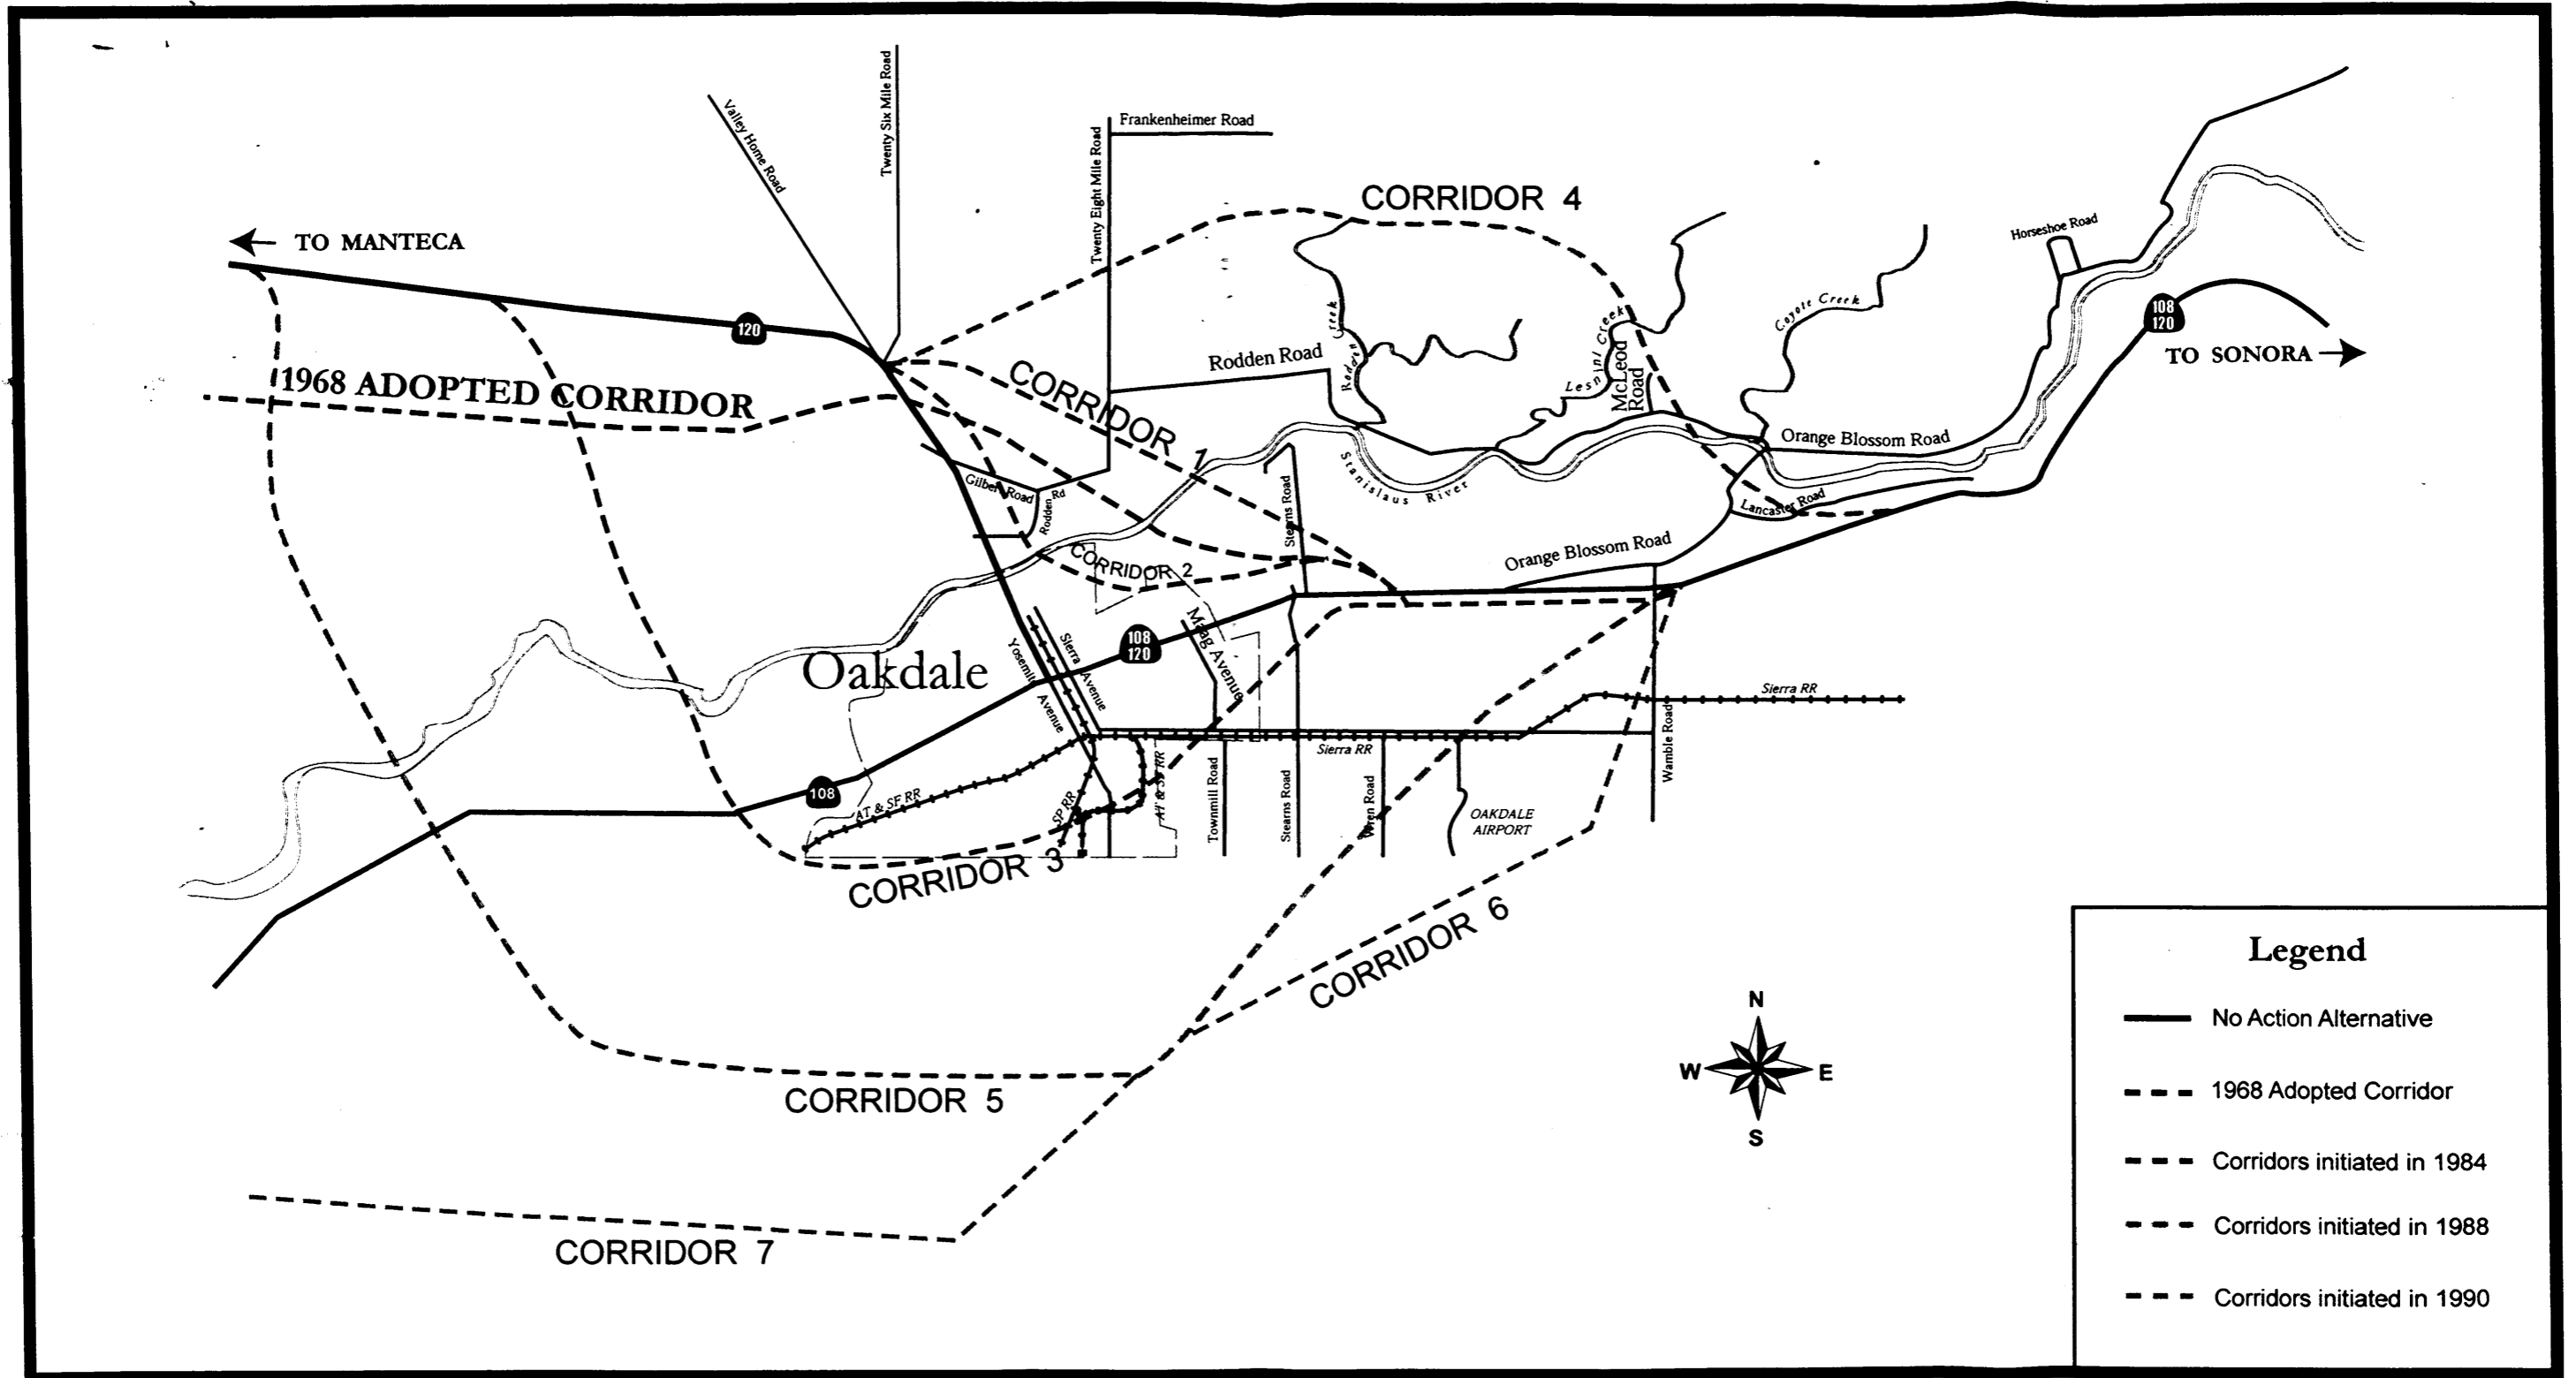 Valley Home Road
Twenty Six Mile Road
Twenty Eight Mile Road
Frankenheimer Road
CORRIDOR 4
TO MANTECA
Horseshoe Road
120
108
120
TO SONORA
Coyote Creek
Lesnini Creek
McLeod
Road
Rodden Road
Rodden Creek
1968 ADOPTED CORRIDOR
CORRIDOR 1
Orange Blossom Road
Gilbert Road
Rodden Rd
Stearns Road
Stanislaus River
Lancaster Road
Orange Blossom Road
CORRIDOR 2
Maag Avenue
108
120
Sierra Avenue
Yosemite Avenue
Oakdale
Sierra RR
Sierra RR
Wamble Road
108
AT & SF RR
SP RR
AT & SF RR
Townmill Road
Stearns Road
Wren Road
OAKDALE
AIRPORT
CORRIDOR 3
CORRIDOR 6
CORRIDOR 5
CORRIDOR 7
N
W
E
S
Legend
No Action Alternative
1968 Adopted Corridor
Corridors initiated in 1984
Corridors initiated in 1988
Corridors initiated in 1990